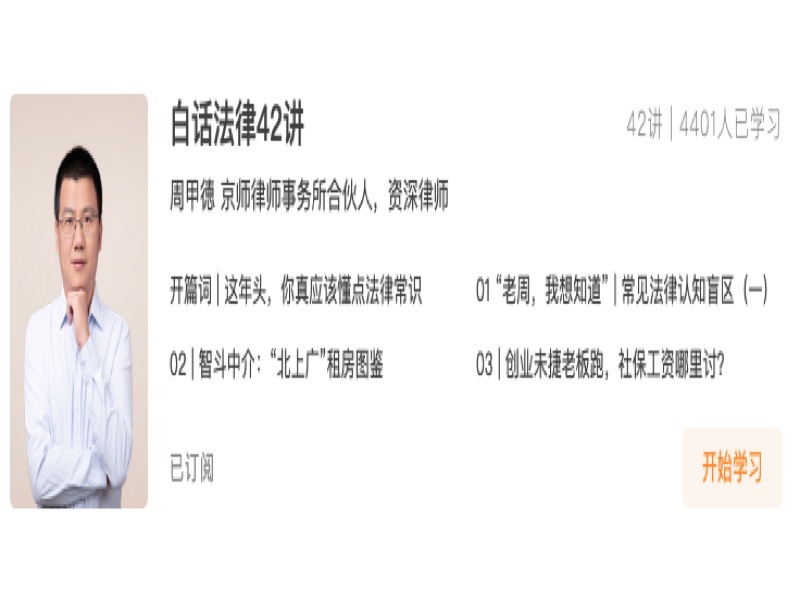 白话法律42讲
42讲 | 4401人已学习
周甲德 京师律师事务所合伙人，资深律师
开篇词 | 这年头，你真应该懂点法律常识
01 “老周，我想知道” | 常见法律认知盲区（一）
02 | 智斗中介：“北上广”租房图鉴
03 | 创业未捷老板跑，社保工资哪里讨？
已订阅
开始学习